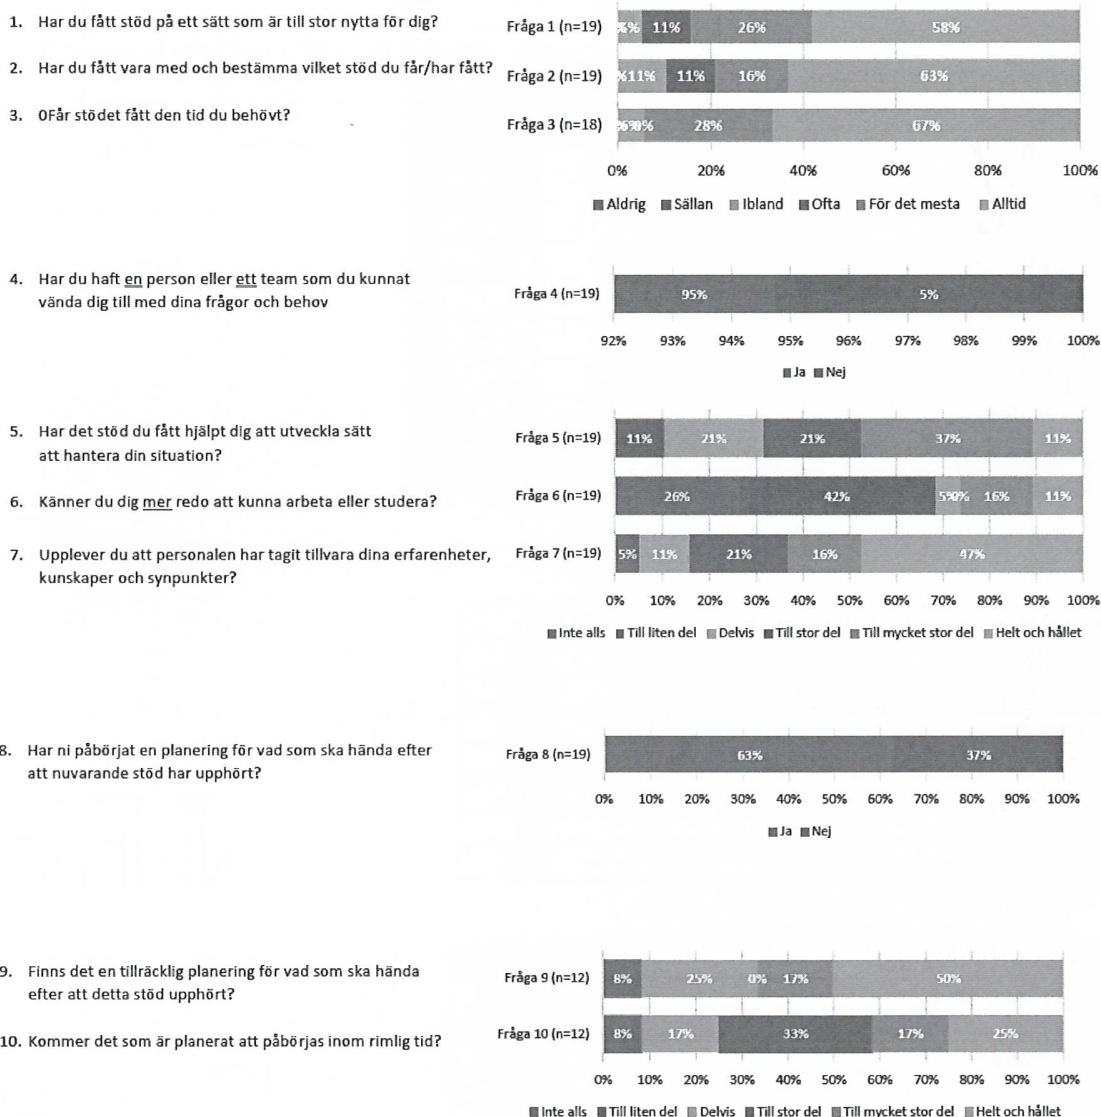 1. Har du fått stöd på ett sätt som är till stor nytta för dig?
2. Har du fått vara med och bestämma vilket stöd du får/har fått?
3. 0Får stödet fått den tid du behövt?
Fråga 1 (n=19) 11% 26% 58%
Fråga 2 (n=19) 11% 11% 16% 63%
Fråga 3 (n=18) 28% 67%
0% 20% 40% 60% 80% 100%
Aldrig Sällan Ibland Ofta För det mesta Alltid
4. Har du haft en person eller ett team som du kunnat
vända dig till med dina frågor och behov
Fråga 4 (n=19) 95% 5%
92% 93% 94% 95% 96% 97% 98% 99% 100%
Ja Nej
5. Har det stöd du fått hjälpt dig att utveckla sätt
att hantera din situation?
6. Känner du dig mer redo att kunna arbeta eller studera?
7. Upplever du att personalen har tagit tillvara dina erfarenheter,
kunskaper och synpunkter?
Fråga 5 (n=19) 11% 21% 21% 37% 11%
Fråga 6 (n=19) 26% 42% 5% 0% 16% 11%
Fråga 7 (n=19) 5% 11% 21% 16% 47%
0% 10% 20% 30% 40% 50% 60% 70% 80% 90% 100%
Inte alls Till liten del Delvis Till stor del Till mycket stor del Helt och hållet
8. Har ni påbörjat en planering för vad som ska hända efter
att nuvarande stöd har upphört?
Fråga 8 (n=19) 63% 37%
0% 10% 20% 30% 40% 50% 60% 70% 80% 90% 100%
Ja Nej
9. Finns det en tillräcklig planering för vad som ska hända
efter att detta stöd upphört?
10. Kommer det som är planerat att påbörjas inom rimlig tid?
Fråga 9 (n=12) 8% 25% 0% 17% 50%
Fråga 10 (n=12) 8% 17% 33% 17% 25%
0% 10% 20% 30% 40% 50% 60% 70% 80% 90% 100%
Inte alls Till liten del Delvis Till stor del Till mycket stor del Helt och hållet